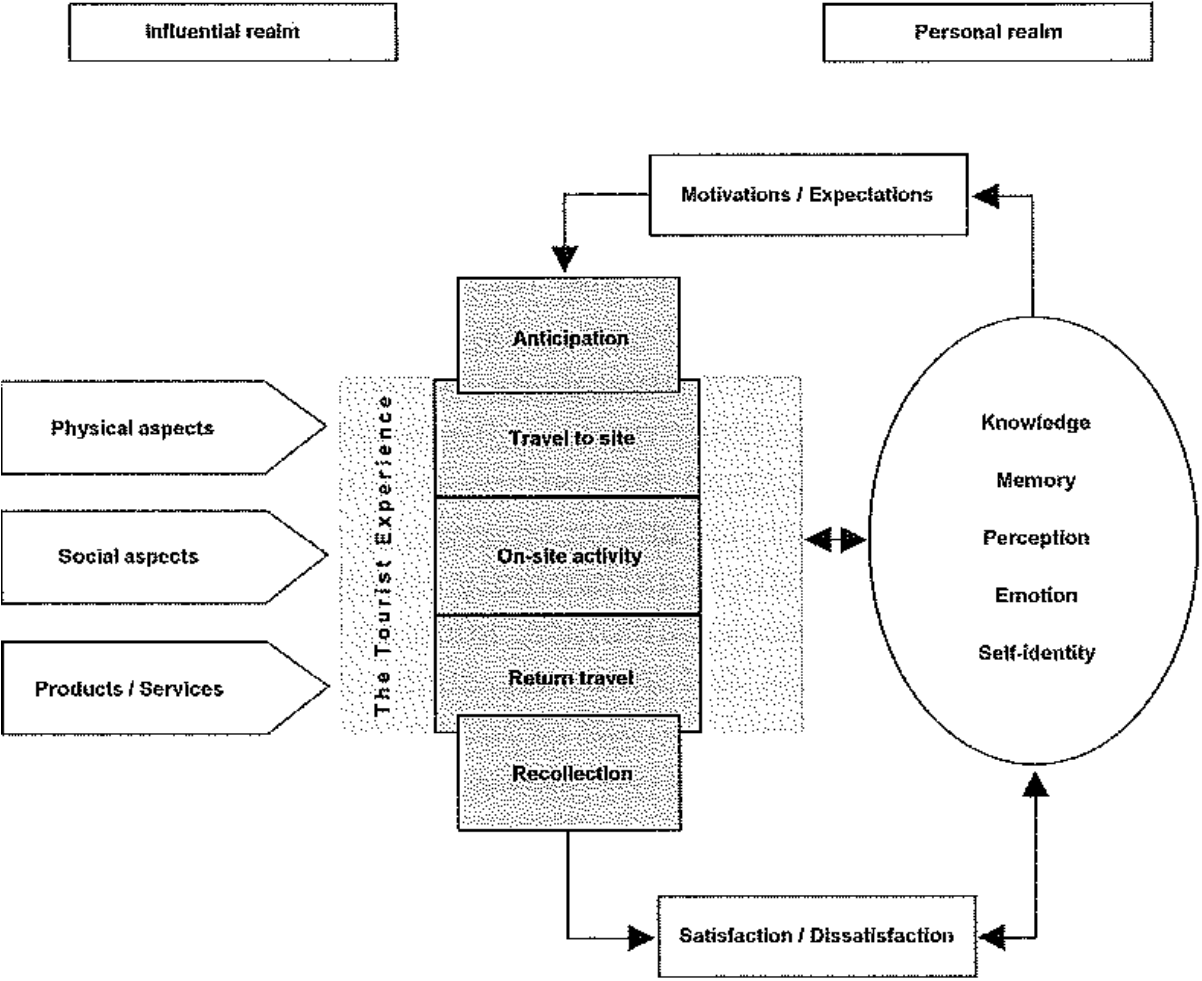 Influential realm
Personal realm
Motivations / Expectations
Anticipation
Physical aspects
Social aspects
Products / Services
The Tourist Experience
Travel to site
On-site activity
Return travel
Recollection
Knowledge
Memory
Perception
Emotion
Self-identity
Satisfaction / Dissatisfaction